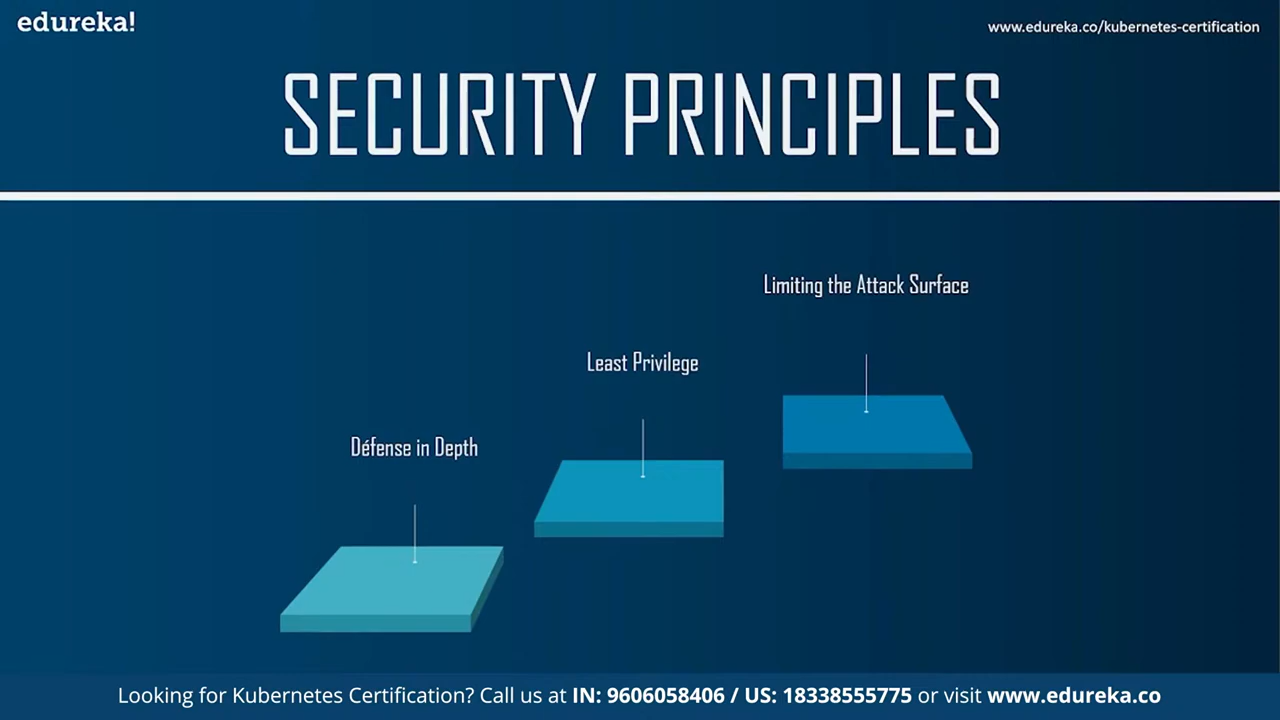 edureka!
www.edureka.co/kubernetes-certification
SECURITY PRINCIPLES
Limiting the Attack Surface
Least Privilege
Défense in Depth
Looking for Kubernetes Certification? Call us at IN: 9606058406 / US: 18338555775 or visit www.edureka.co